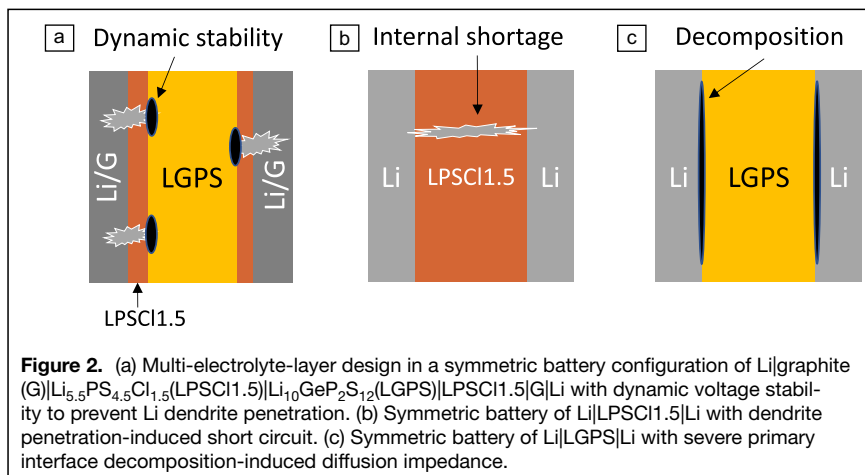 a Dynamic stability
b Internal shortage
c Decomposition
Li/G
LGPS
Li/G
LPSCl1.5
Li
LPSCl1.5
Li
Li
LGPS
Li
Figure 2. (a) Multi-electrolyte-layer design in a symmetric battery configuration of Li|graphite
(G)|Li5.5PS4.5Cl1.5(LPSCl1.5)|Li10GeP2S12(LGPS)|LPSCl1.5|G|Li with dynamic voltage stabil-
ity to prevent Li dendrite penetration. (b) Symmetric battery of Li|LPSCl1.5|Li with dendrite
penetration-induced short circuit. (c) Symmetric battery of Li|LGPS|Li with severe primary
interface decomposition-induced diffusion impedance.